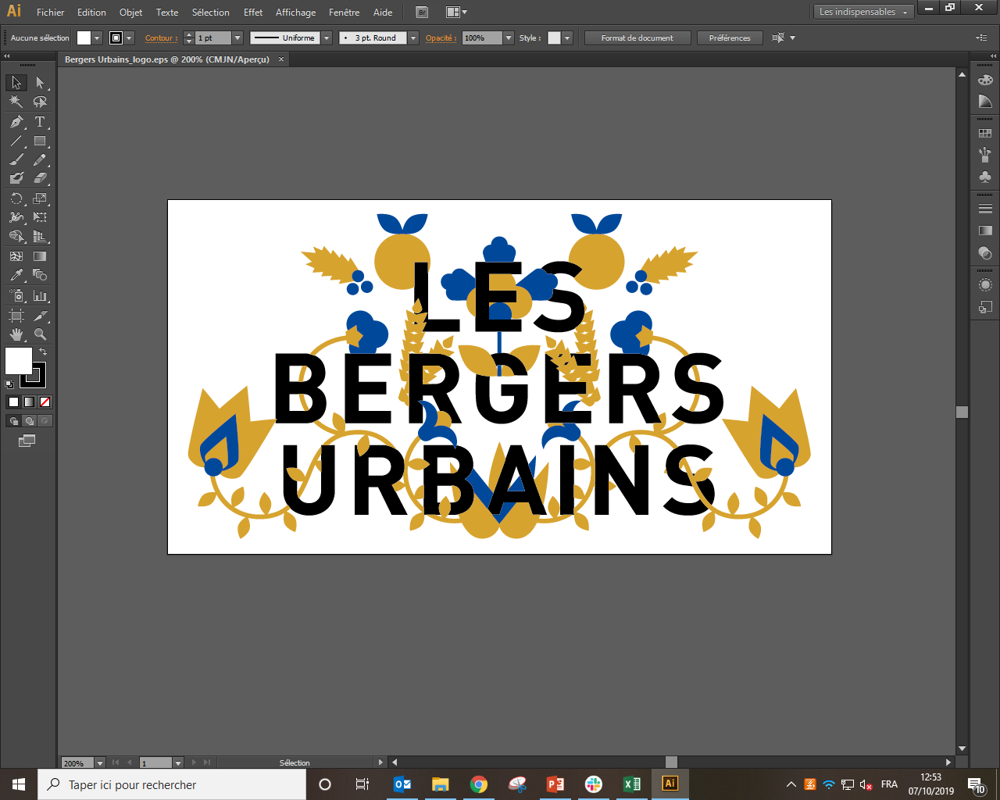 Ai Fichier Edition Objet Texte Sélection Effet Affichage Fenêtre Aide Br Les indispensables
Aucune sélection Contour : 1 pt Uniforme 3 pt. Round Opacité : 100% Style : Format de document Préférences
Bergers Urbains_logo.eps @ 200% (CMJN/Aperçu)
T
LES
BERGERS
URBAINS
200% 1 Sélection
Taper ici pour rechercher
Ai
FRA
12:53
07/10/2019
10